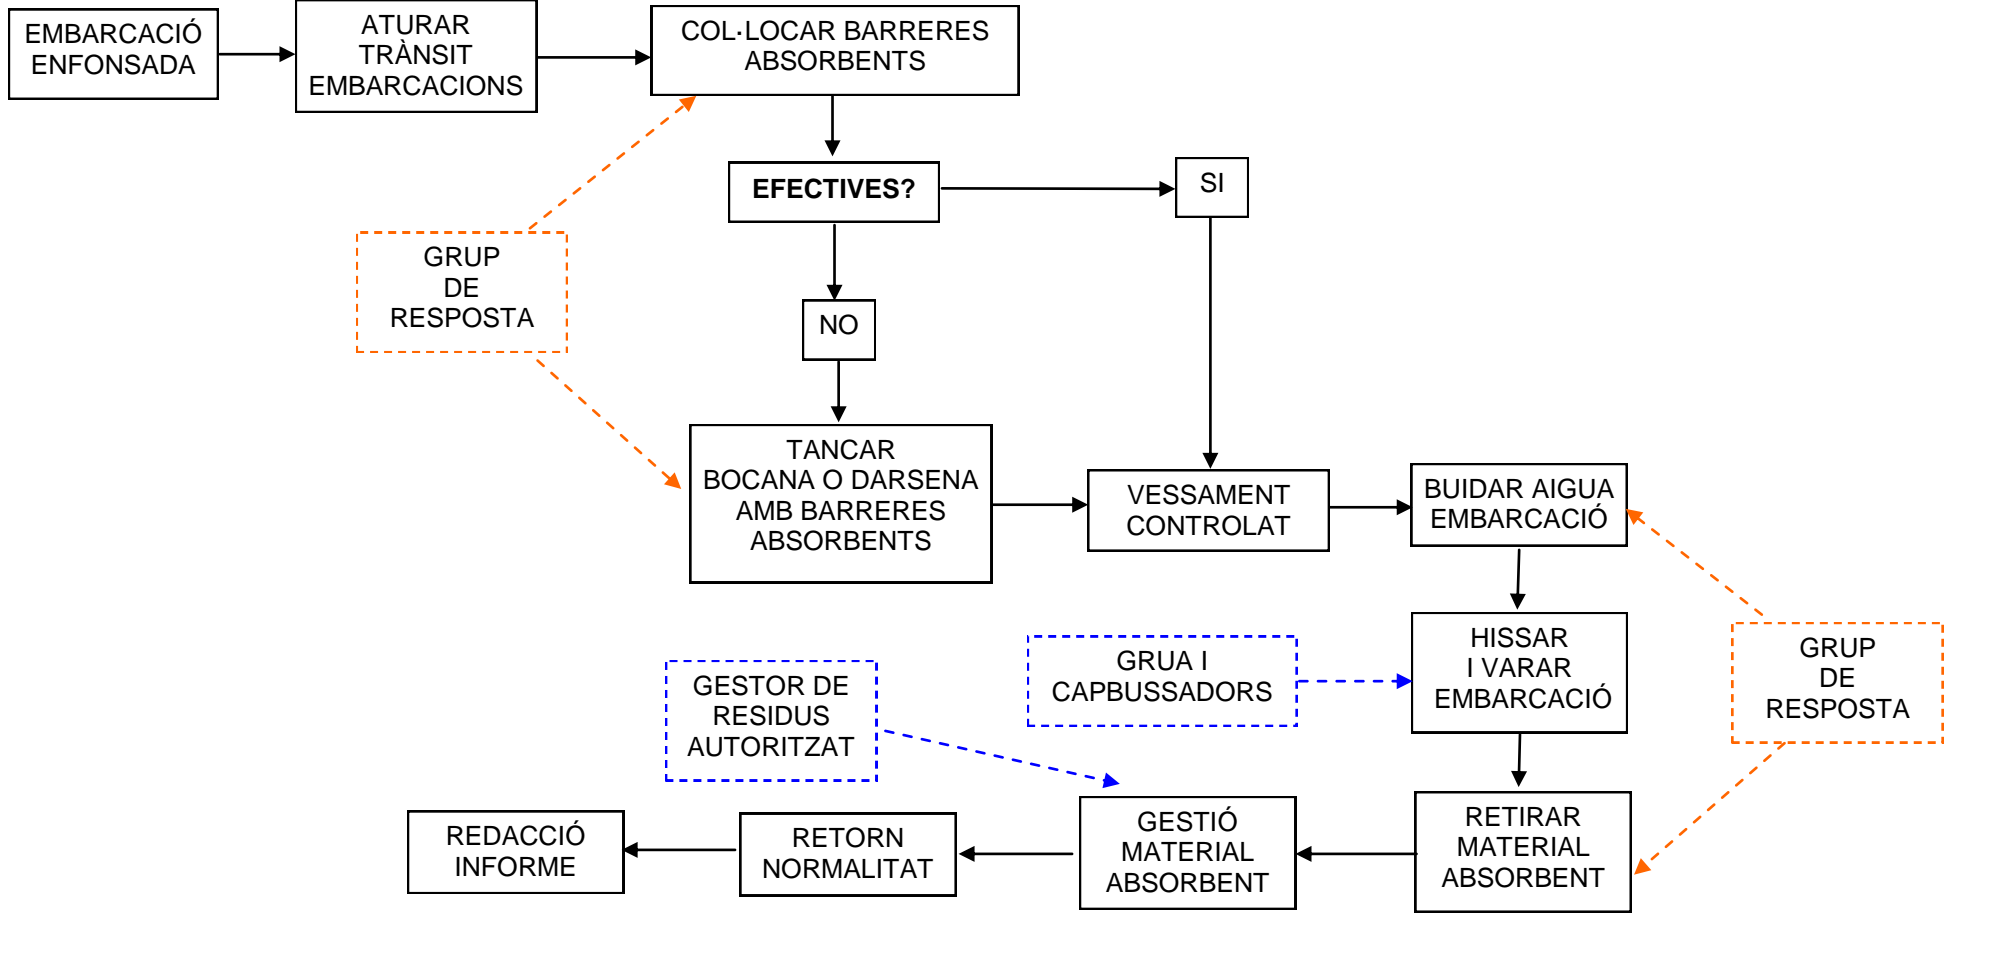 EMBARCACIÓ
ENFONSADA
ATURAR
TRÀNSIT
EMBARCACIONS
COL·LOCAR BARRERES
ABSORBENTS
EFECTIVES?
SI
GRUP
DE
RESPOSTA
NO
TANCAR
BOCANA O DARSENA
AMB BARRERES
ABSORBENTS
VESSAMENT
CONTROLAT
BUIDAR AIGUA
EMBARCACIÓ
HISSAR
I VARAR
EMBARCACIÓ
GRUP
DE
RESPOSTA
GRUA I
CAPBUSSADORS
GESTOR DE
RESIDUS
AUTORITZAT
RETIRAR
MATERIAL
ABSORBENT
GESTIÓ
MATERIAL
ABSORBENT
RETORN
NORMALITAT
REDACCIÓ
INFORME